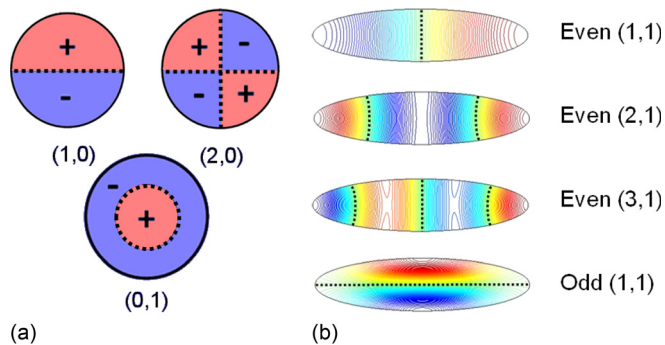 +
-
(1,0)
+ -
- +
(2,0)
-
+
(0,1)
(a)
Even (1,1)
Even (2,1)
Even (3,1)
Odd (1,1)
(b)